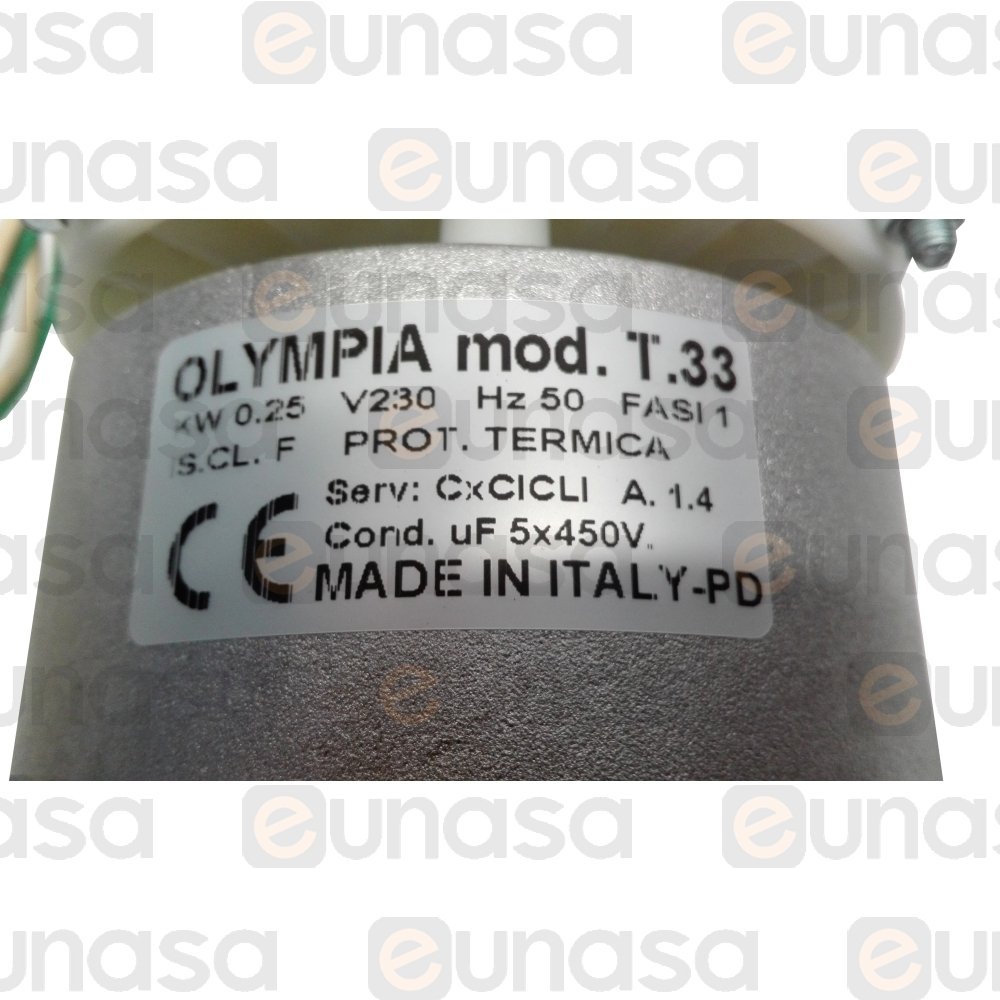 eunasa
OLYMPIA mod. T.33
KW 0.25 V230 Hz 50 FASI 1
IS.CL. F PROT. TERMICA
Serv: CxCICLI A. 1.4
Cond. uF 5x450V.
CE MADE IN ITALY-PD